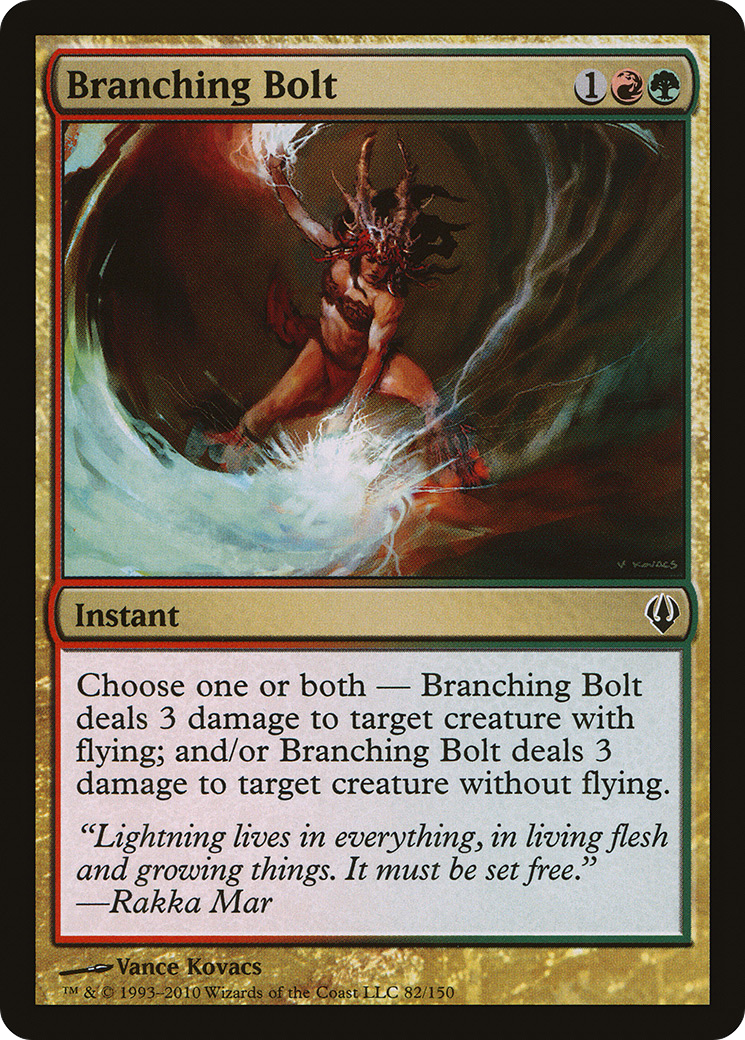 Branching Bolt
1
V KOVACS
Instant
Choose one or both — Branching Bolt
deals 3 damage to target creature with
flying; and/or Branching Bolt deals 3
damage to target creature without flying.
“Lightning lives in everything, in living flesh
and growing things. It must be set free.”
—Rakka Mar
Vance Kovacs
™ & © 1993–2010 Wizards of the Coast LLC 82/150